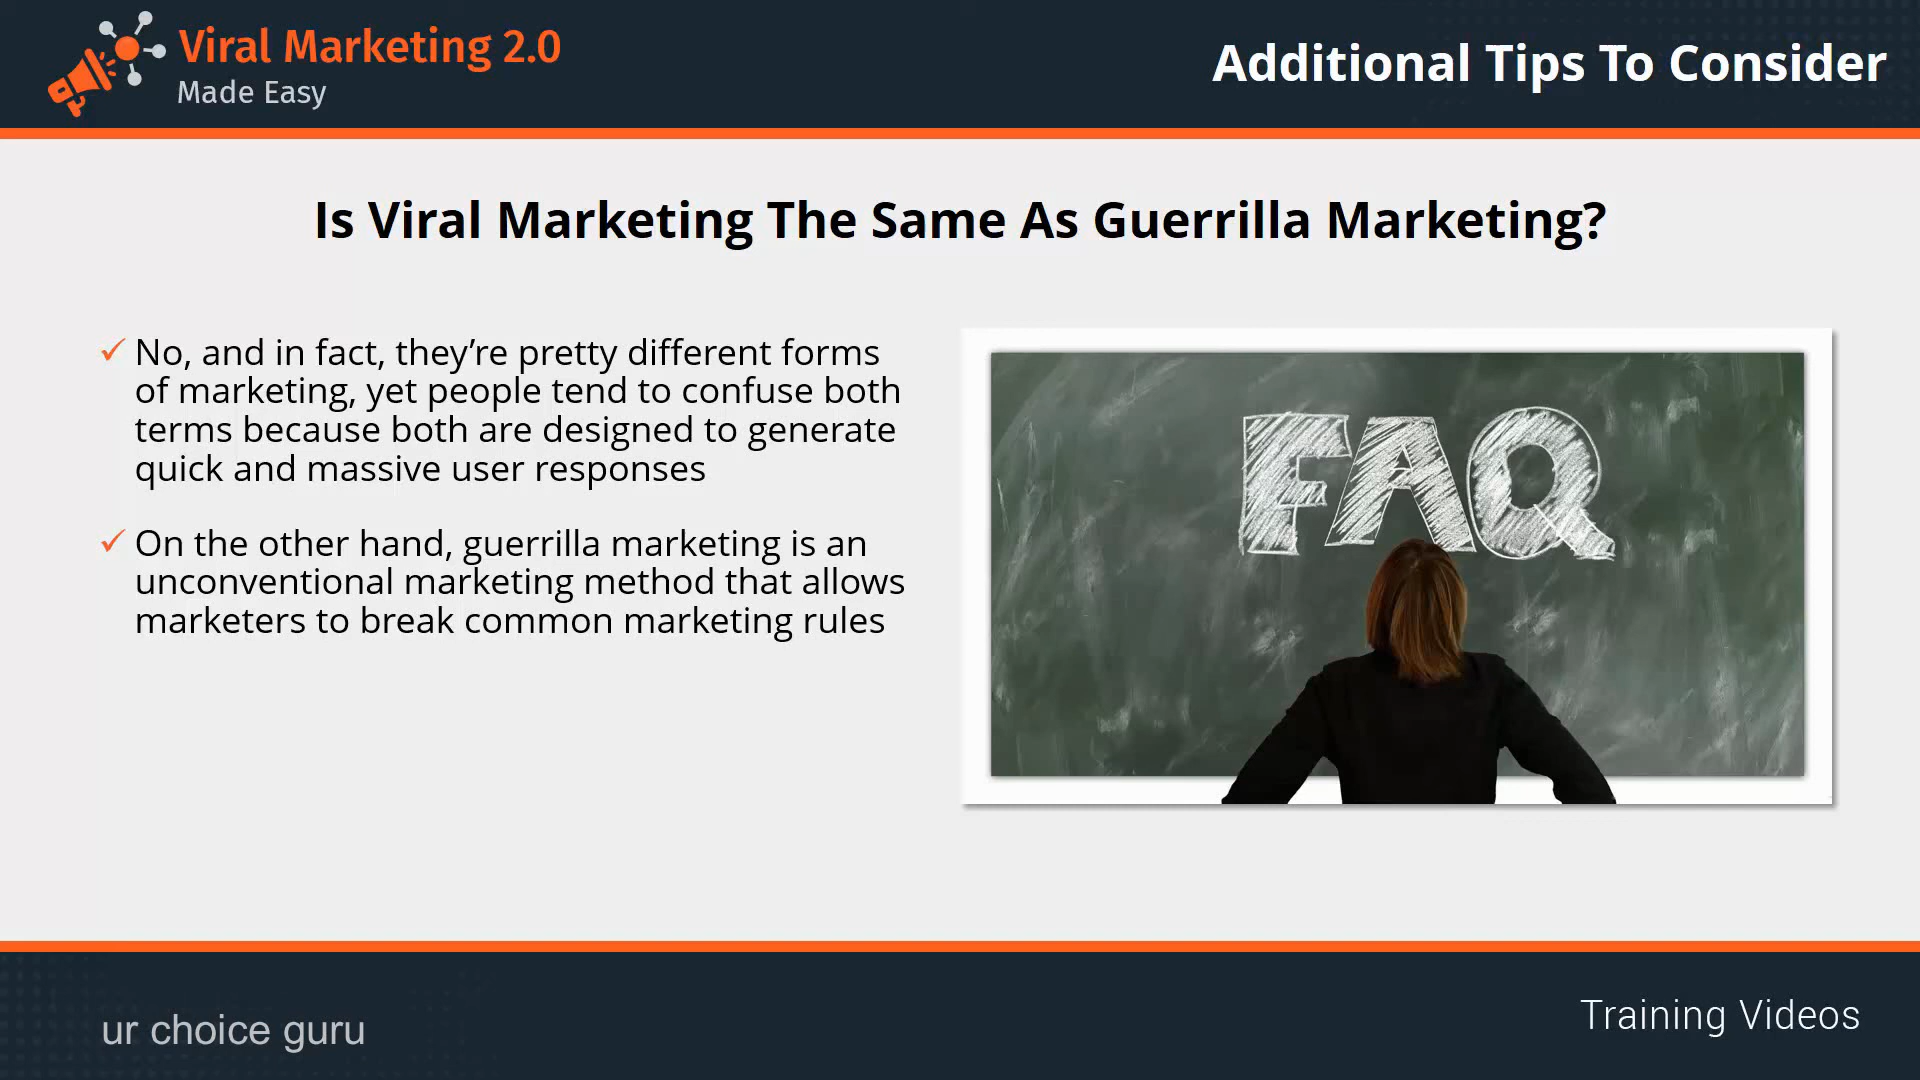 Viral Marketing 2.0
Made Easy
Additional Tips To Consider
Is Viral Marketing The Same As Guerrilla Marketing?
✓ No, and in fact, they’re pretty different forms
of marketing, yet people tend to confuse both
terms because both are designed to generate
quick and massive user responses
✓ On the other hand, guerrilla marketing is an
unconventional marketing method that allows
marketers to break common marketing rules
FAQ
ur choice guru
Training Videos